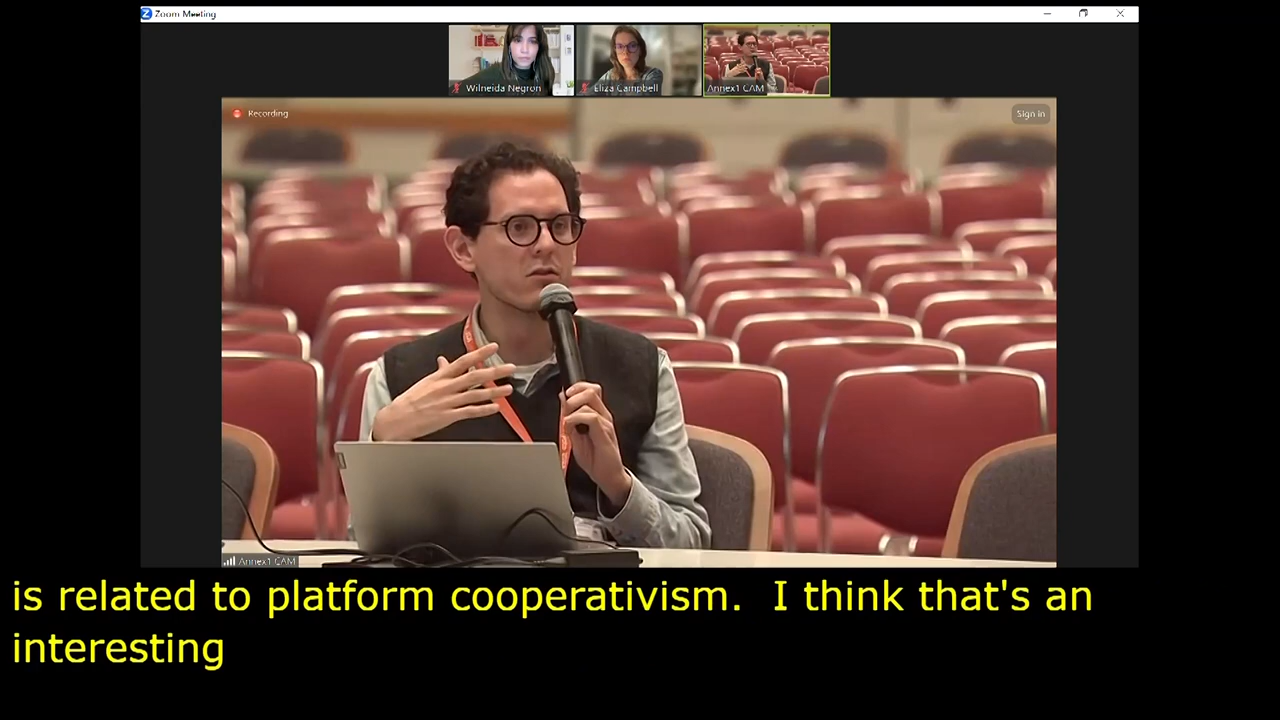 Zoom Meeting
Wilneida Negron
Eliza Campbell
Annex1 CAM
Recording
Sign in
Annex1 CAM
is related to platform cooperativism.  I think that's an
interesting